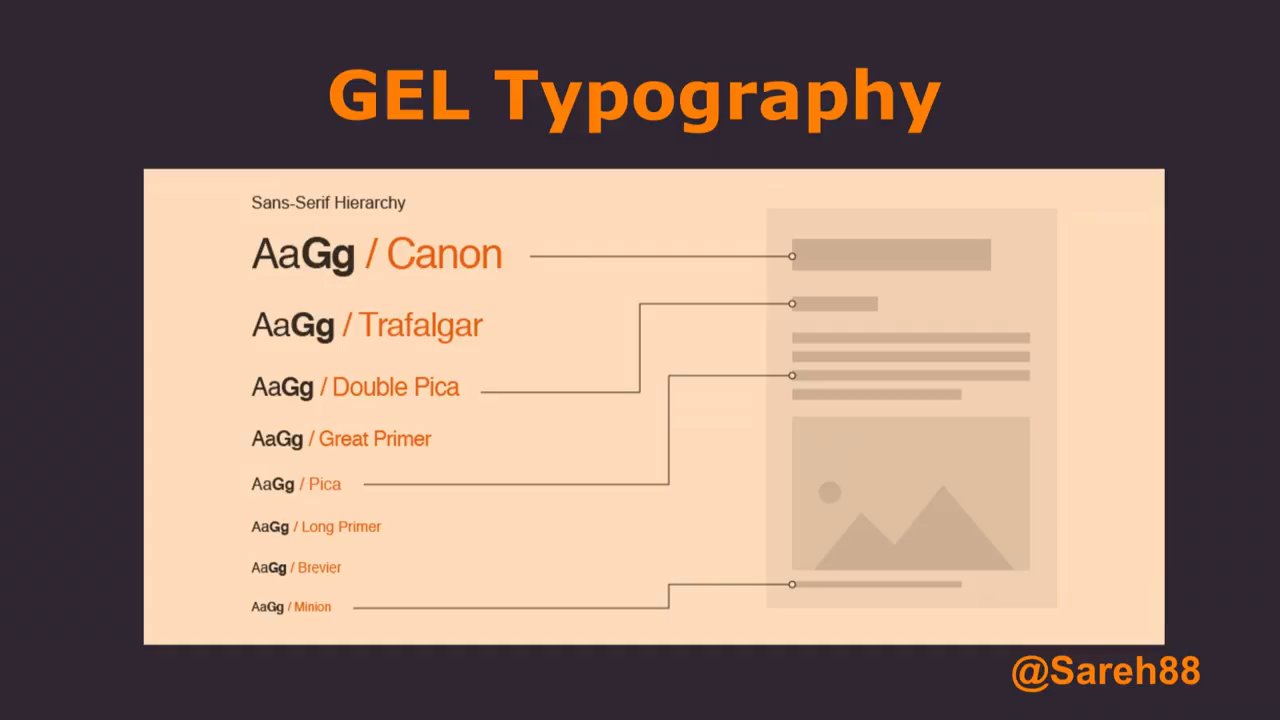 GEL Typography
Sans-Serif Hierarchy
AaGg / Canon
AaGg / Trafalgar
AaGg / Double Pica
AaGg / Great Primer
AaGg / Pica
AaGg / Long Primer
AaGg / Brevier
AaGg / Minion
@Sareh88